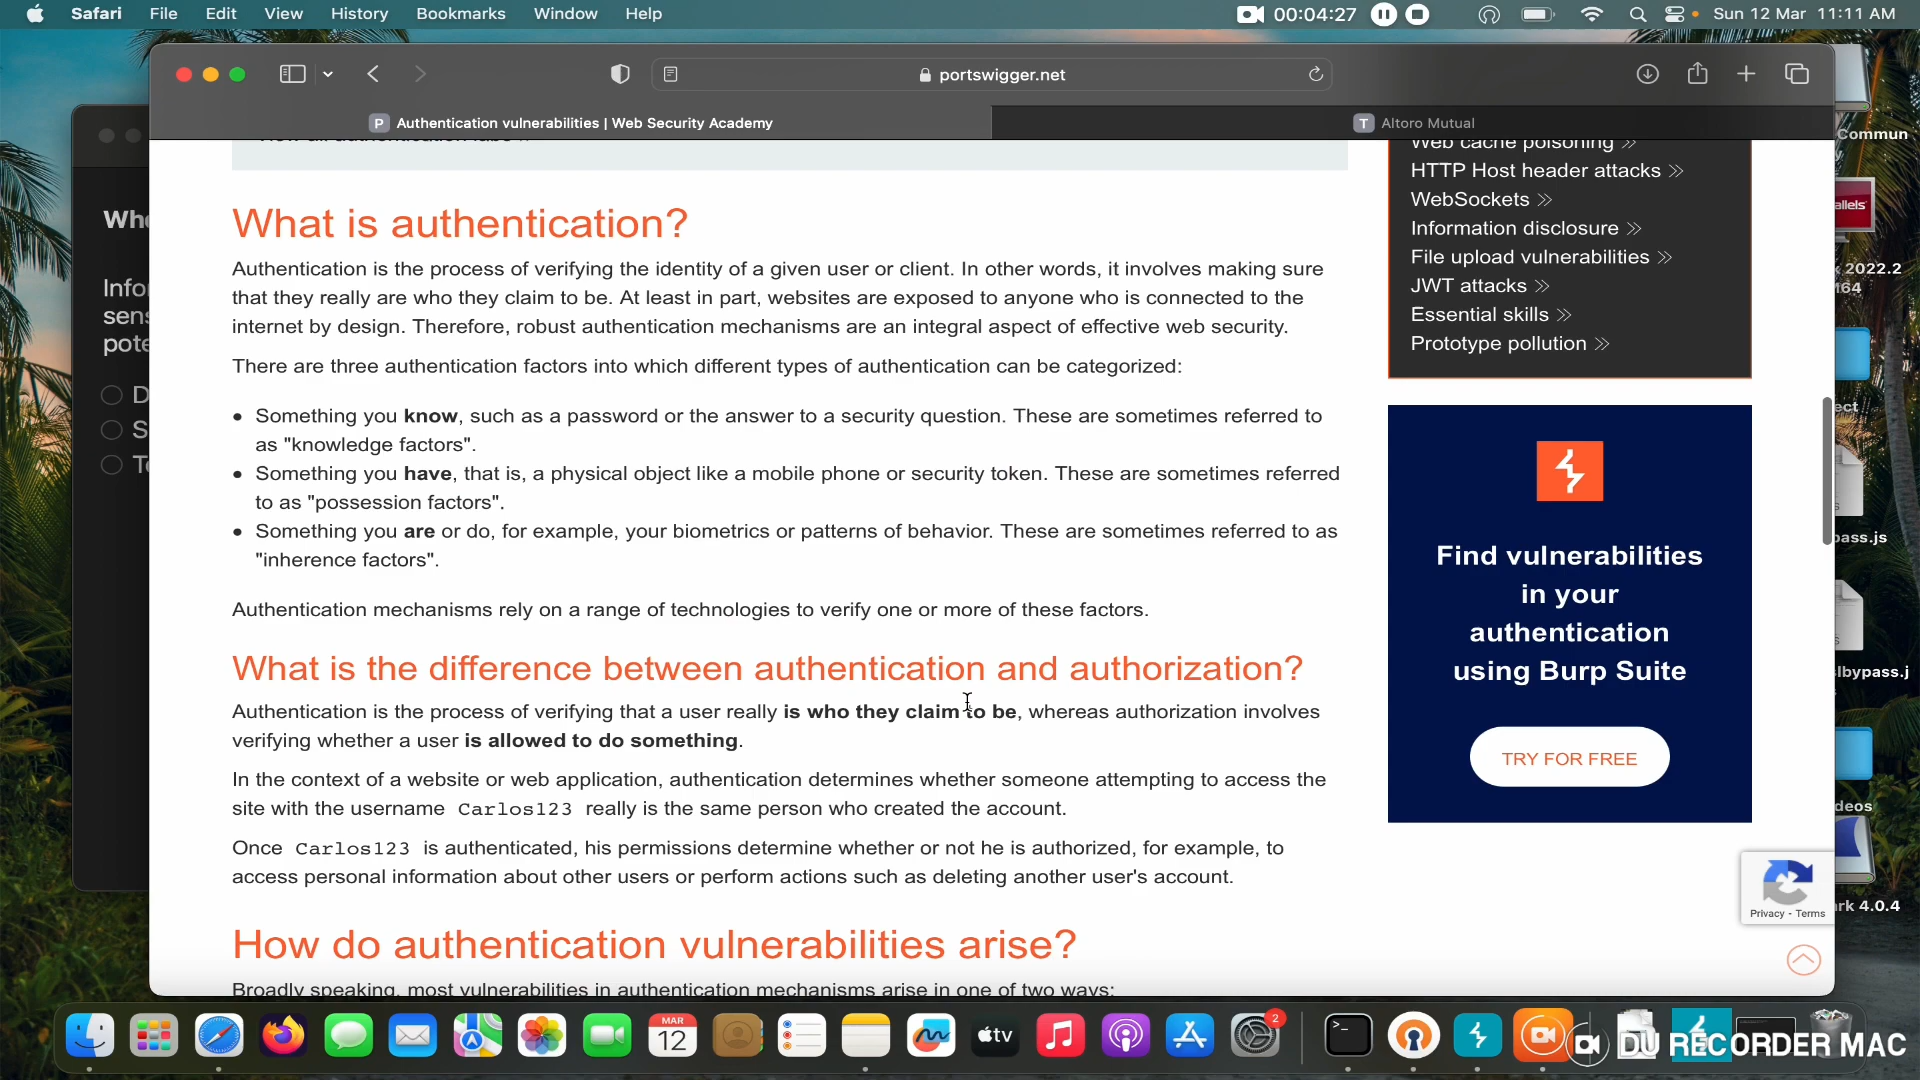 Safari File Edit View History Bookmarks Window Help 00:04:27 Sun 12 Mar 11:11 AM
portswigger.net
P Authentication vulnerabilities | Web Security Academy
T Altoro Mutual
What is authentication?
Authentication is the process of verifying the identity of a given user or client. In other words, it involves making sure
that they really are who they claim to be. At least in part, websites are exposed to anyone who is connected to the
internet by design. Therefore, robust authentication mechanisms are an integral aspect of effective web security.
There are three authentication factors into which different types of authentication can be categorized:
• Something you know, such as a password or the answer to a security question. These are sometimes referred to
as "knowledge factors".
• Something you have, that is, a physical object like a mobile phone or security token. These are sometimes referred
to as "possession factors".
• Something you are or do, for example, your biometrics or patterns of behavior. These are sometimes referred to as
"inherence factors".
Authentication mechanisms rely on a range of technologies to verify one or more of these factors.
What is the difference between authentication and authorization?
Authentication is the process of verifying that a user really is who they claim to be, whereas authorization involves
verifying whether a user is allowed to do something.
In the context of a website or web application, authentication determines whether someone attempting to access the
site with the username Carlos123 really is the same person who created the account.
Once Carlos123 is authenticated, his permissions determine whether or not he is authorized, for example, to
access personal information about other users or perform actions such as deleting another user's account.
How do authentication vulnerabilities arise?
Broadly speaking, most vulnerabilities in authentication mechanisms arise in one of two ways:
Web cache poisoning »
HTTP Host header attacks »
WebSockets »
Information disclosure »
File upload vulnerabilities »
JWT attacks »
Essential skills »
Prototype pollution »
Find vulnerabilities
in your
authentication
using Burp Suite
TRY FOR FREE
Privacy - Terms
Commun
2022.2
lbypass.j
rk 4.0.4
MAR
12
tv
2
DU RECORDER MAC